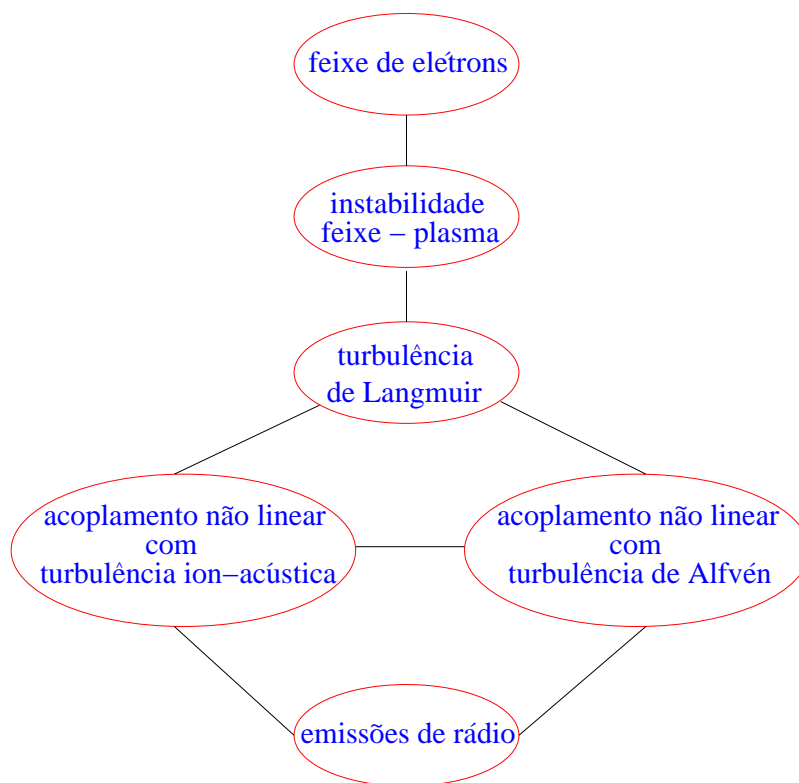 feixe de elétrons
instabilidade
feixe − plasma
turbulência
de Langmuir
acoplamento não linear
com
turbulência ion−acústica
acoplamento não linear
com
turbulência de Alfvén
emissões de rádio